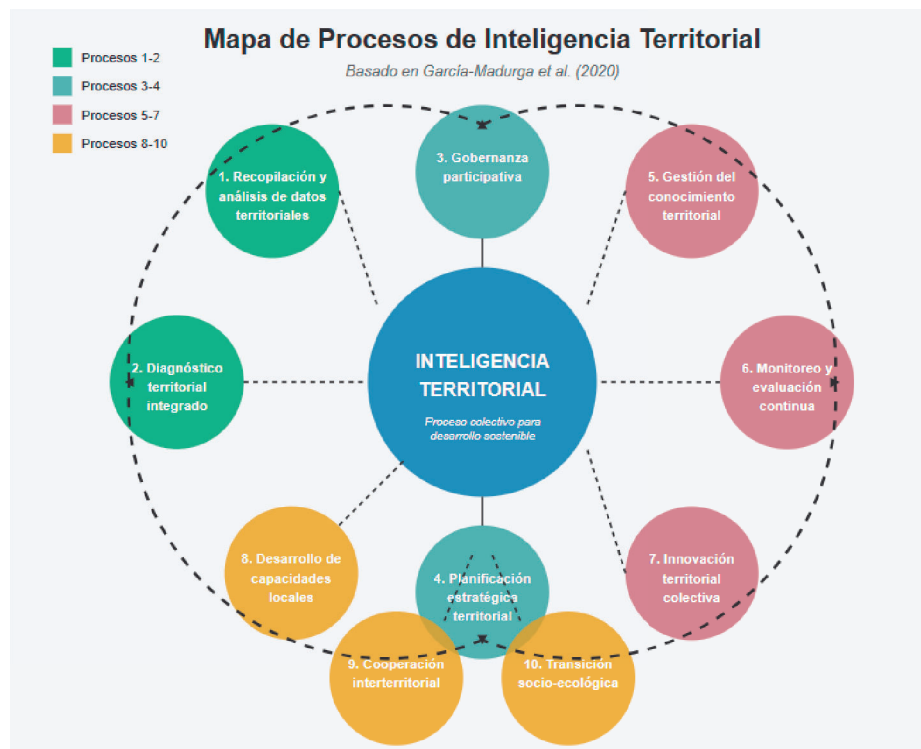 Mapa de Procesos de Inteligencia Territorial
Basado en García-Madurga et al. (2020)
Procesos 1-2
Procesos 3-4
Procesos 5-7
Procesos 8-10
1. Recopilación y
análisis de datos
territoriales
3. Gobernanza
participativa
5. Gestión del
conocimiento
territorial
2. Diagnóstico
territorial
integrado
INTELIGENCIA
TERRITORIAL
Proceso colectivo para
desarrollo sostenible
6. Monitoreo y
evaluación
continua
8. Desarrollo de
capacidades
locales
4. Planificación
estratégica
territorial
7. Innovación
territorial
colectiva
9. Cooperación
interterritorial
10. Transición
socio-ecológica